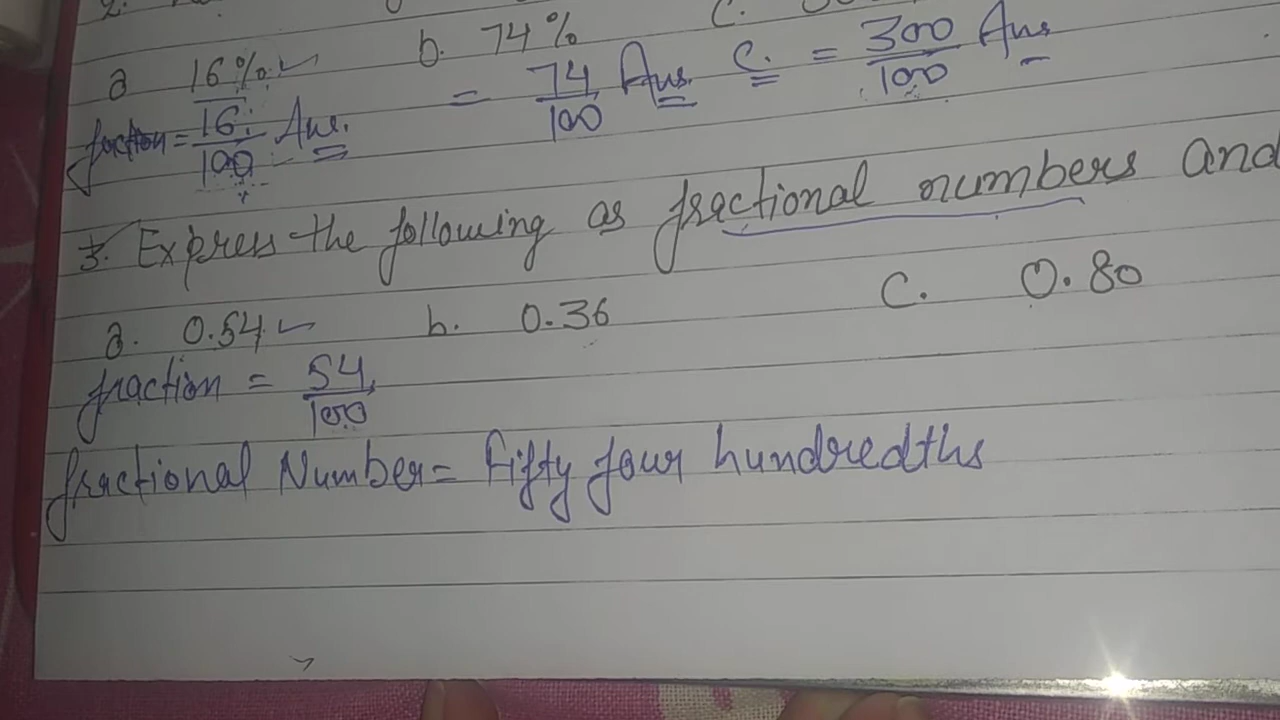 2.
a 16% b. 74% C.
fraction = 16/100 Ans. = 74/100 Ans. C. = 300/100 Ans
3. Express the following as fractional numbers and
a. 0.54 b. 0.36 C. 0.80
fraction = 54/100
fractional Number = fifty four hundredths